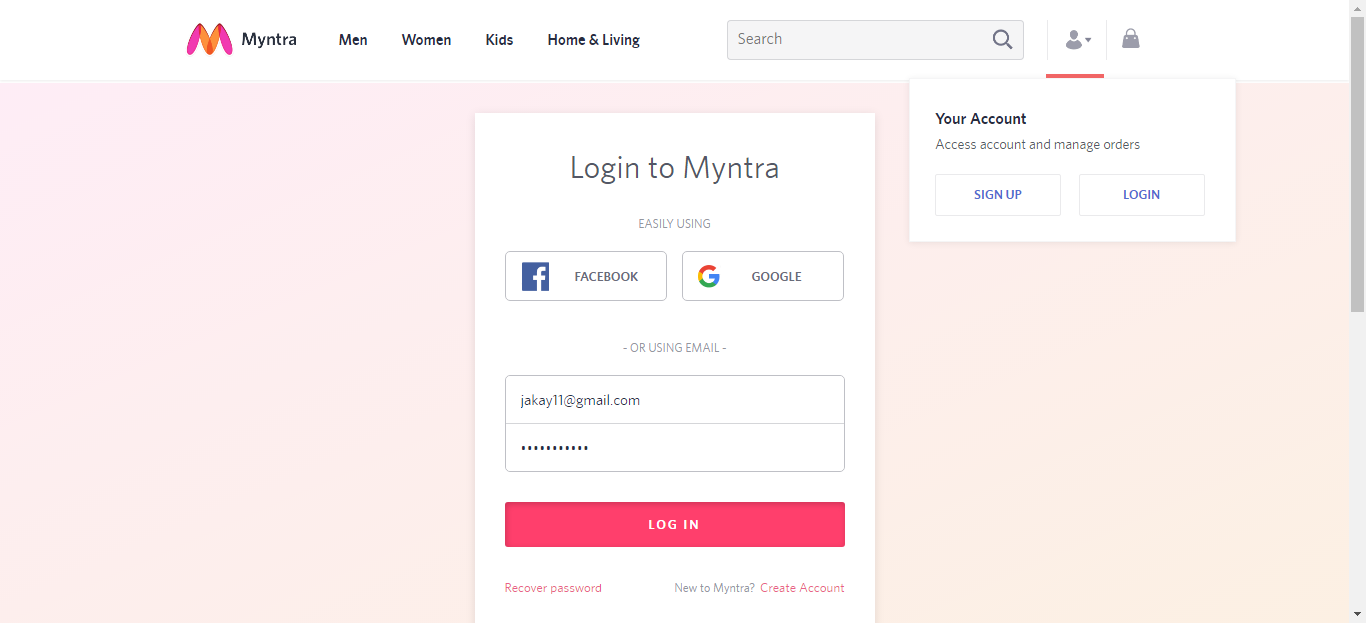 Myntra Men Women Kids Home & Living Search
Your Account
Access account and manage orders
SIGN UP LOGIN
Login to Myntra
EASILY USING
FACEBOOK GOOGLE
- OR USING EMAIL -
jakay11@gmail.com
•••••••••••
LOG IN
Recover password New to Myntra? Create Account